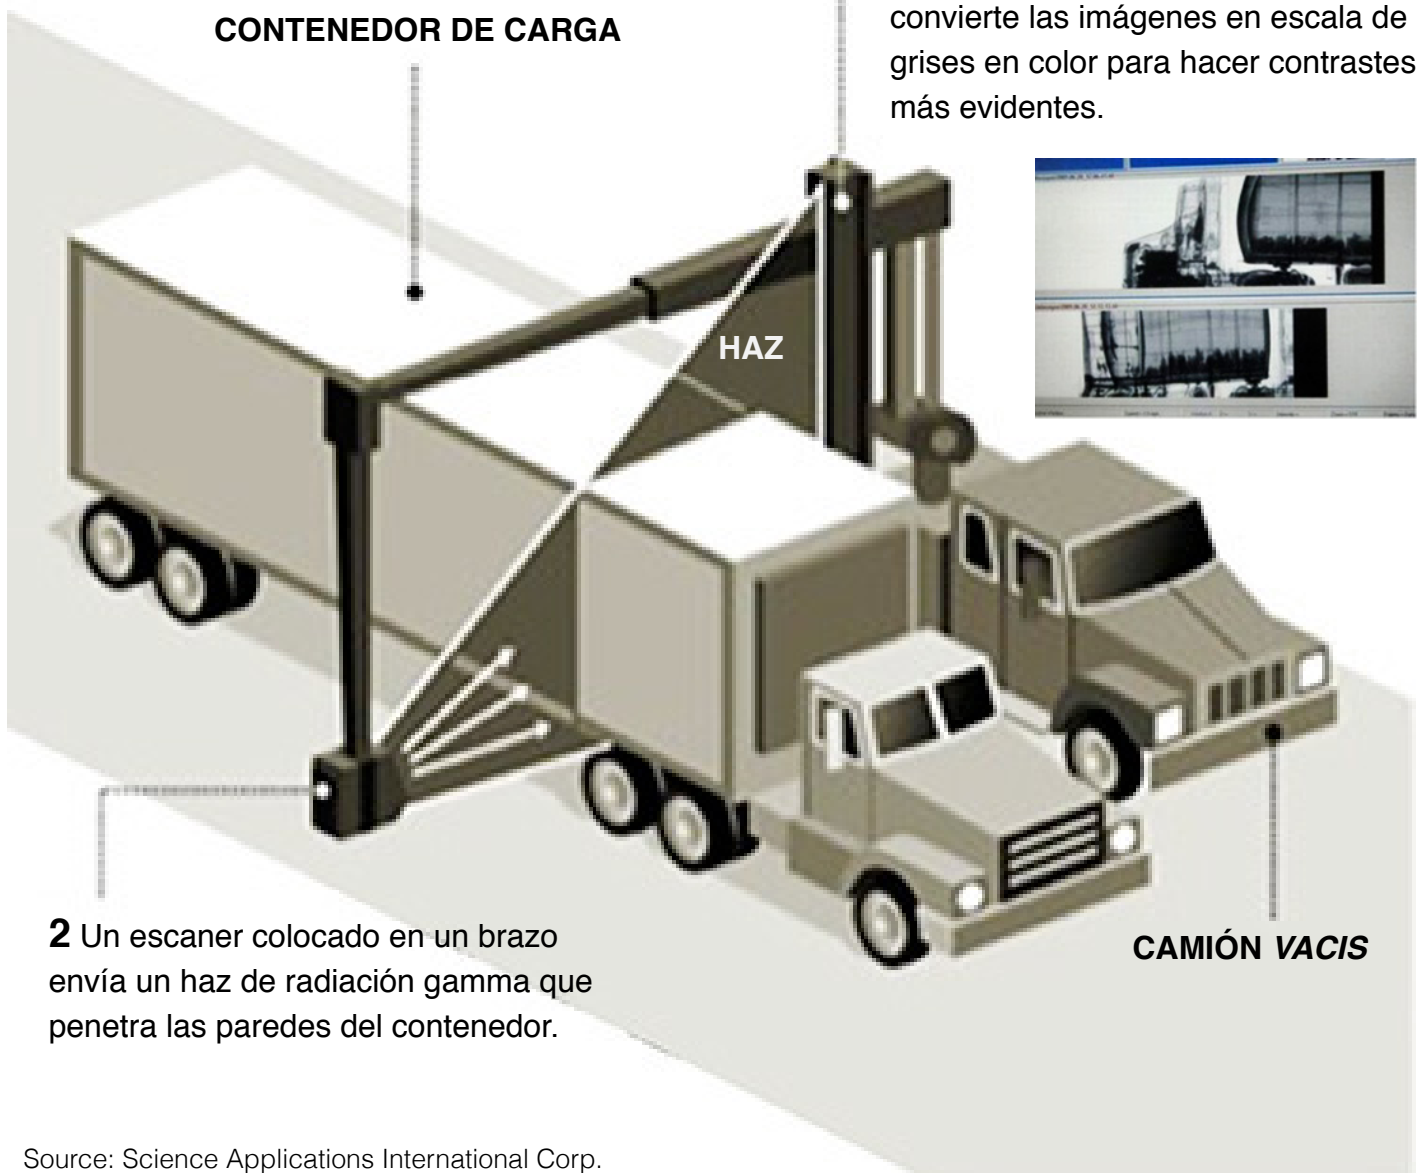 CONTENEDOR DE CARGA
convierte las imágenes en escala de
grises en color para hacer contrastes
más evidentes.
HAZ
2 Un escaner colocado en un brazo
envía un haz de radiación gamma que
penetra las paredes del contenedor.
CAMIÓN VACIS
Source: Science Applications International Corp.